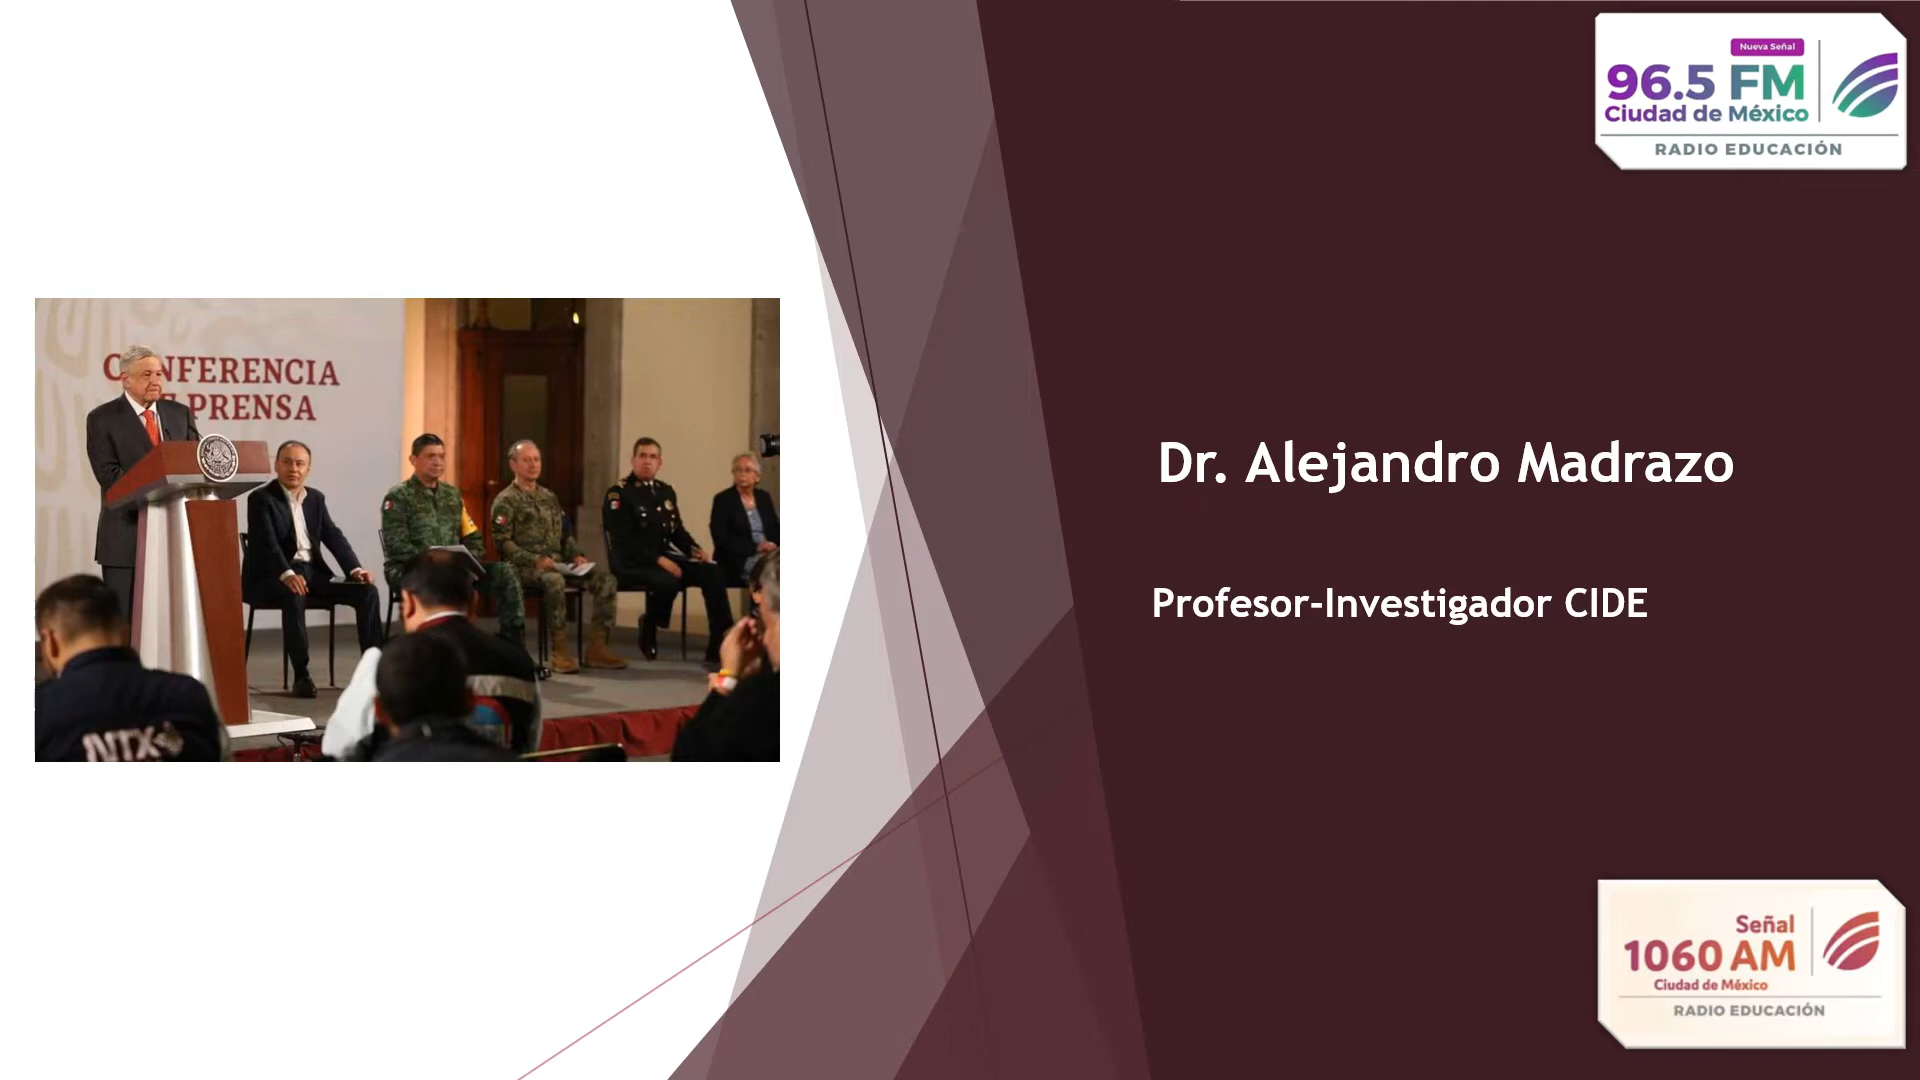 CONFERENCIA
PRENSA
NTX
Dr. Alejandro Madrazo
Profesor-Investigador CIDE
Nueva Señal
96.5 FM
Ciudad de México
RADIO EDUCACIÓN
Señal
1060 AM
Ciudad de México
RADIO EDUCACIÓN